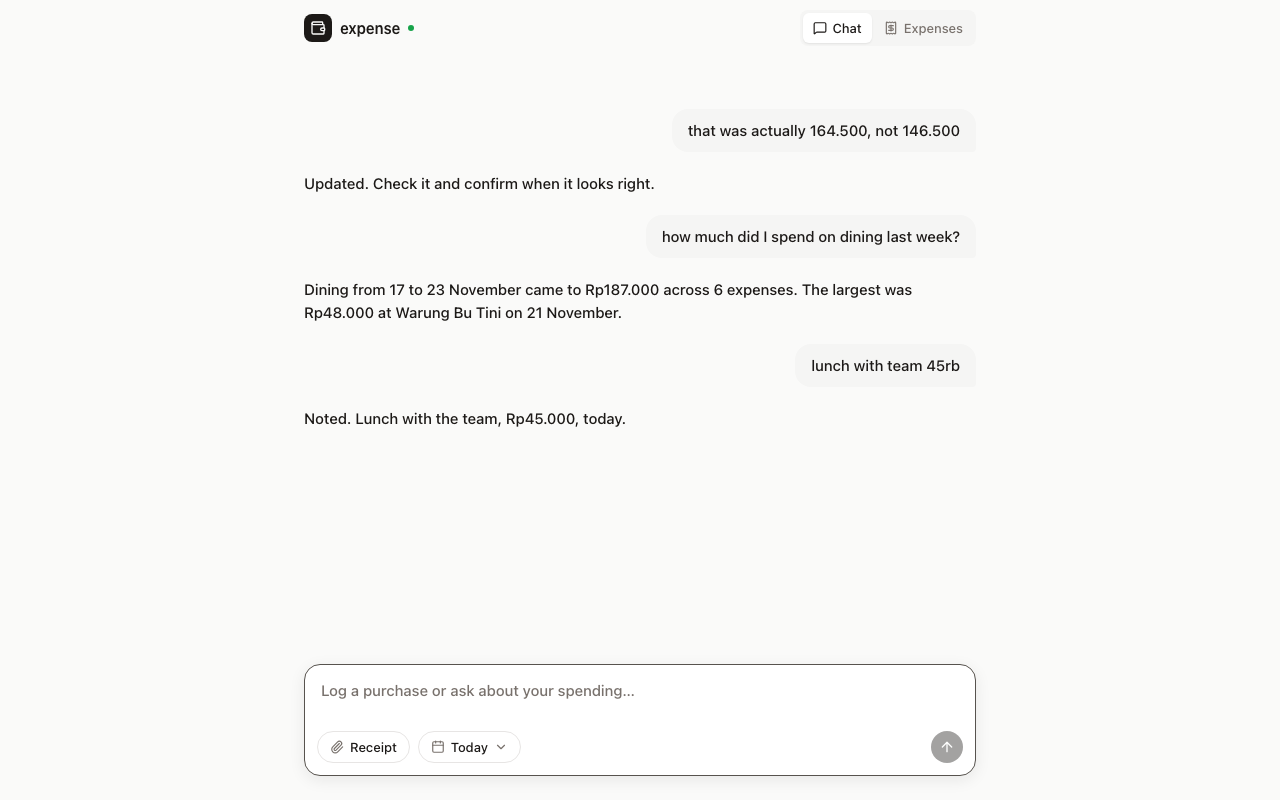 expense
Chat
Expenses
that was actually 164.500, not 146.500
Updated. Check it and confirm when it looks right.
how much did I spend on dining last week?
Dining from 17 to 23 November came to Rp187.000 across 6 expenses. The largest was
Rp48.000 at Warung Bu Tini on 21 November.
lunch with team 45rb
Noted. Lunch with the team, Rp45.000, today.
Log a purchase or ask about your spending...
Receipt
Today